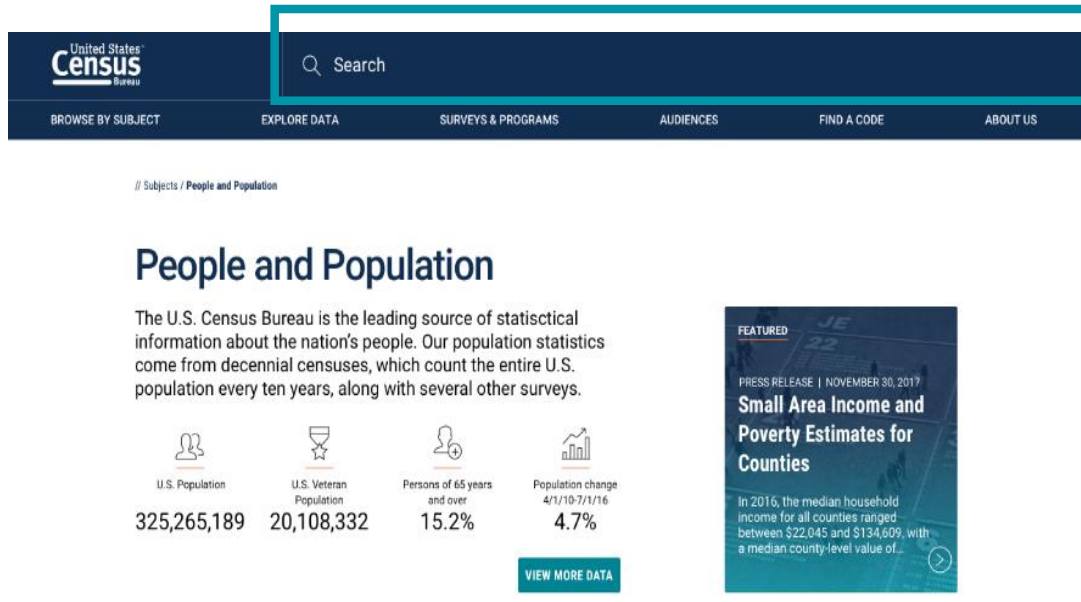 United States™
Census
Bureau
Search
BROWSE BY SUBJECT
EXPLORE DATA
SURVEYS & PROGRAMS
AUDIENCES
FIND A CODE
ABOUT US
// Subjects / People and Population
People and Population
The U.S. Census Bureau is the leading source of statisctical
information about the nation's people. Our population statistics
come from decennial censuses, which count the entire U.S.
population every ten years, along with several other surveys.
U.S. Population
325,265,189
U.S. Veteran
Population
20,108,332
Persons of 65 years
and over
15.2%
Population change
4/1/10-7/1/16
4.7%
VIEW MORE DATA
JE
22
FEATURED
PRESS RELEASE | NOVEMBER 30, 2017
Small Area Income and
Poverty Estimates for
Counties
In 2016, the median household
income for all counties ranged
between $22,045 and $134,609, with
a median county-level value of...